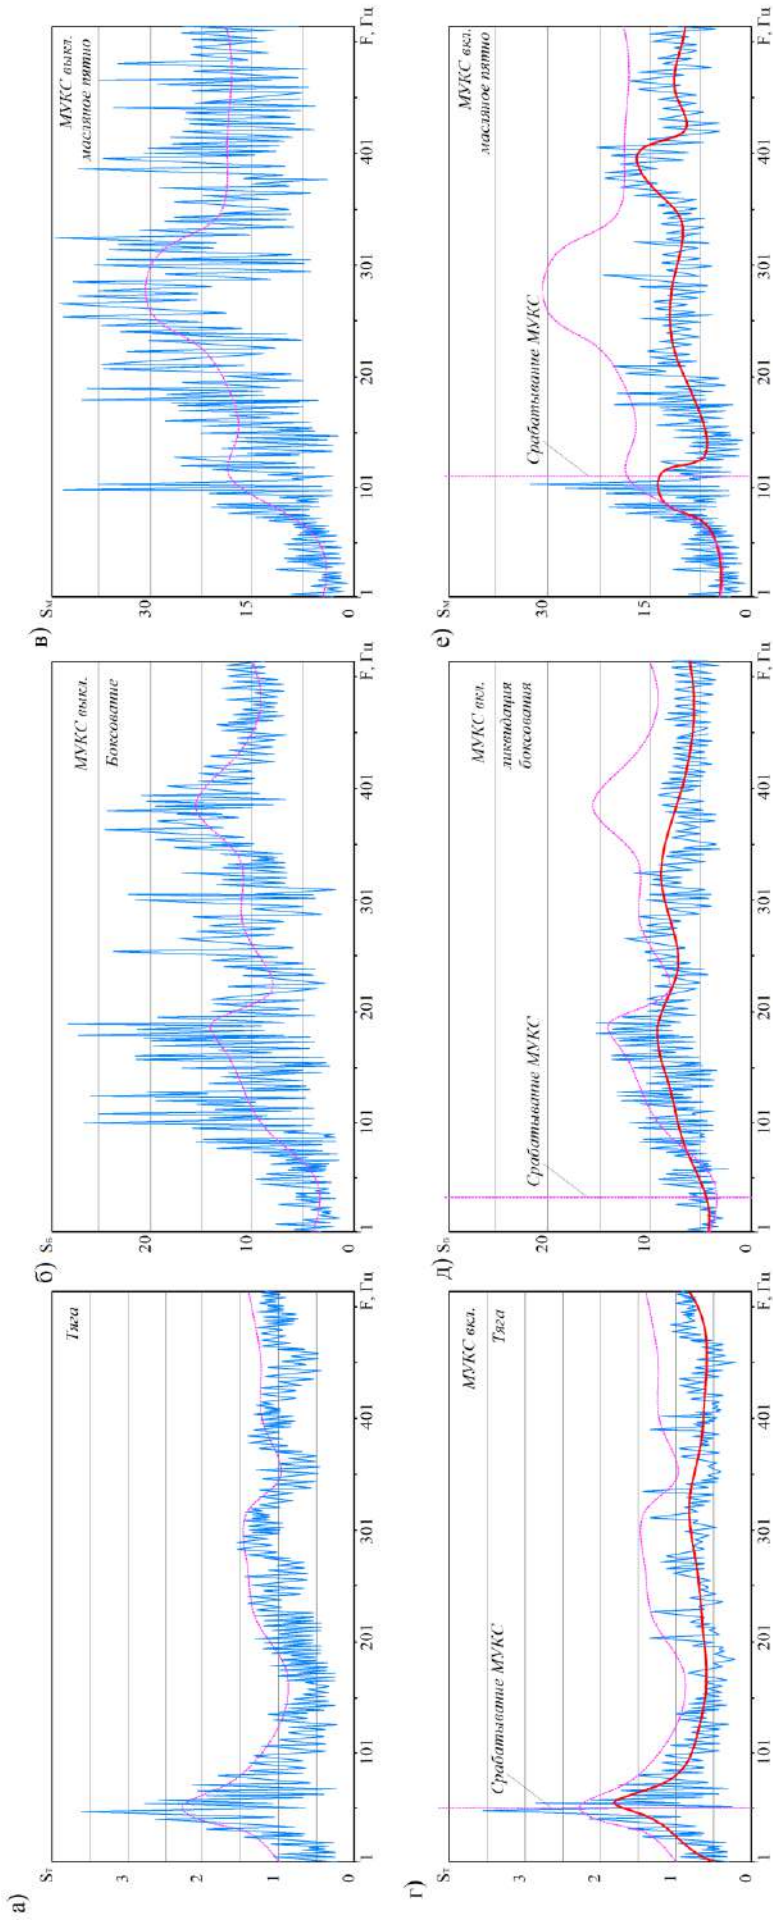 а)
Sт
3
2
1
0
Тяга
1
101
201
301
401
F, Гц
б)
Sб
20
10
0
МУКС выкл.
Боксование
1
101
201
301
401
F, Гц
в)
Sм
30
15
0
МУКС выкл.
масляное пятно
1
101
201
301
401
F, Гц
г)
Sт
3
2
1
0
Срабатывание МУКС
МУКС вкл.
Тяга
1
101
201
301
401
F, Гц
д)
Sб
20
10
0
Срабатывание МУКС
МУКС вкл.
ликвидация
боксования
1
101
201
301
401
F, Гц
е)
Sм
30
15
0
Срабатывание МУКС
МУКС вкл.
масляное пятно
1
101
201
301
401
F, Гц